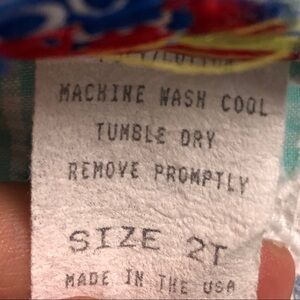 MACHINE WASH COOL
TUMBLE DRY
REMOVE PROMPTLY
SIZE 2T
MADE IN THE USA